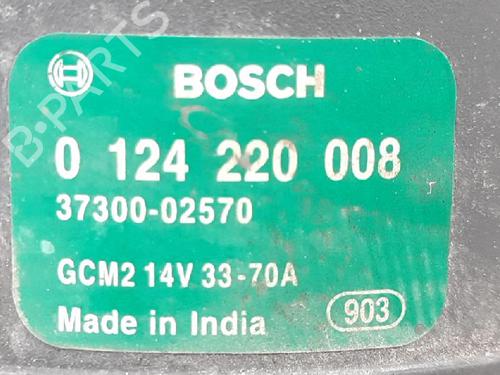 BOSCH
0 124 220 008
37300-02570
GCM2 14V 33-70A
Made in India 903
B-PARTS